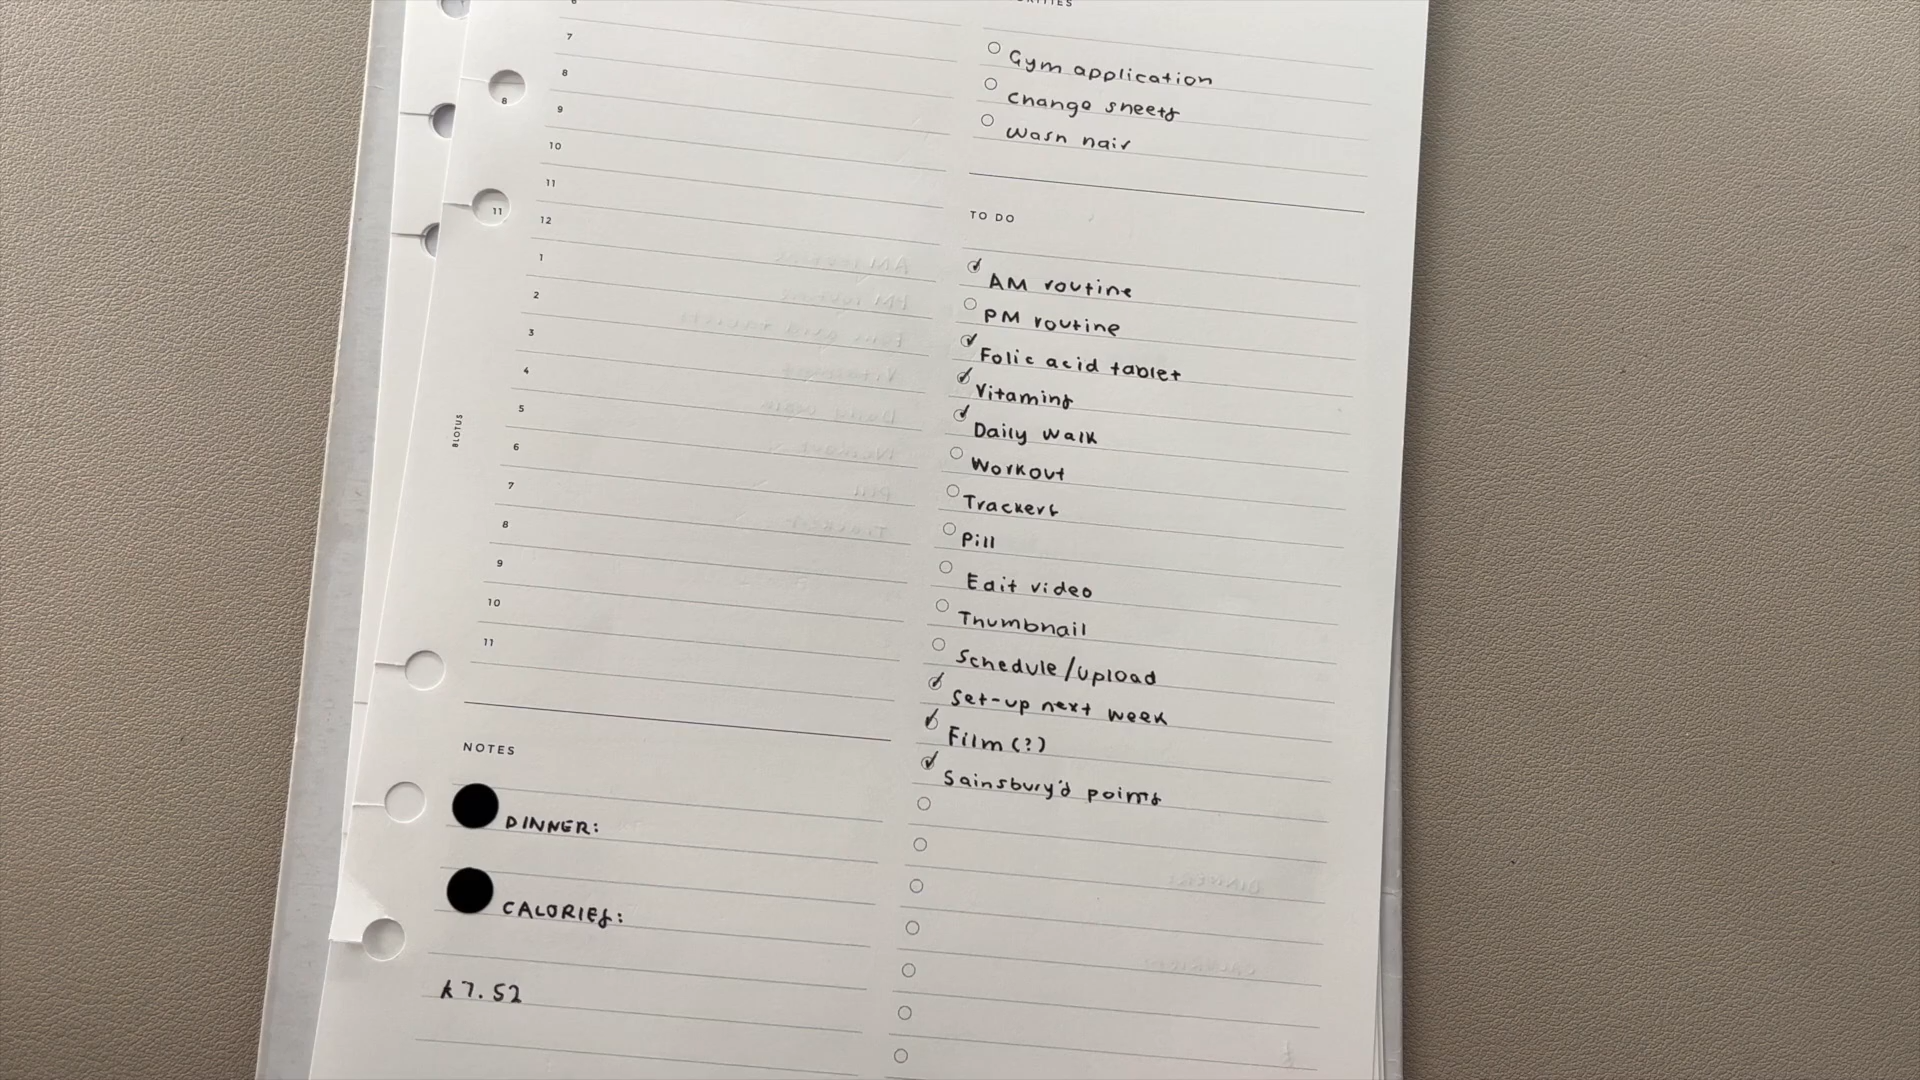 6
7
8
8
9
10
11
11
12
1
2
3
4
5
BLOTUS
6
7
8
9
10
11
NOTES
DINNER:
CALORIES:
£7.52
Gym application
Change sheets
Wash hair
TO DO
AM routine
PM routine
Folic acid tablet
Vitamins
Daily walk
Workout
Trackers
Pill
Edit video
Thumbnail
Schedule/upload
Set-up next week
Film (?)
Sainsbury's points